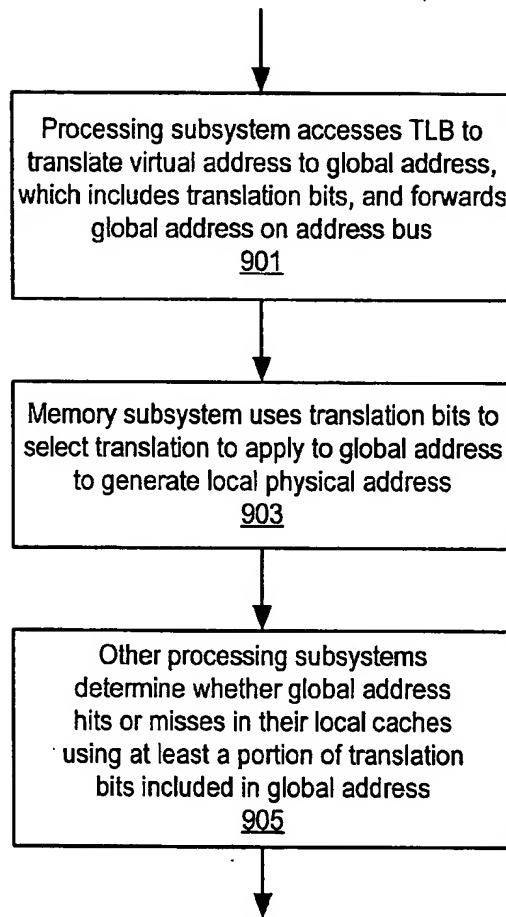 Processing subsystem accesses TLB to
translate virtual address to global address,
which includes translation bits, and forwards
global address on address bus
901
Memory subsystem uses translation bits to
select translation to apply to global address
to generate local physical address
903
Other processing subsystems
determine whether global address
hits or misses in their local caches
using at least a portion of translation
bits included in global address
905